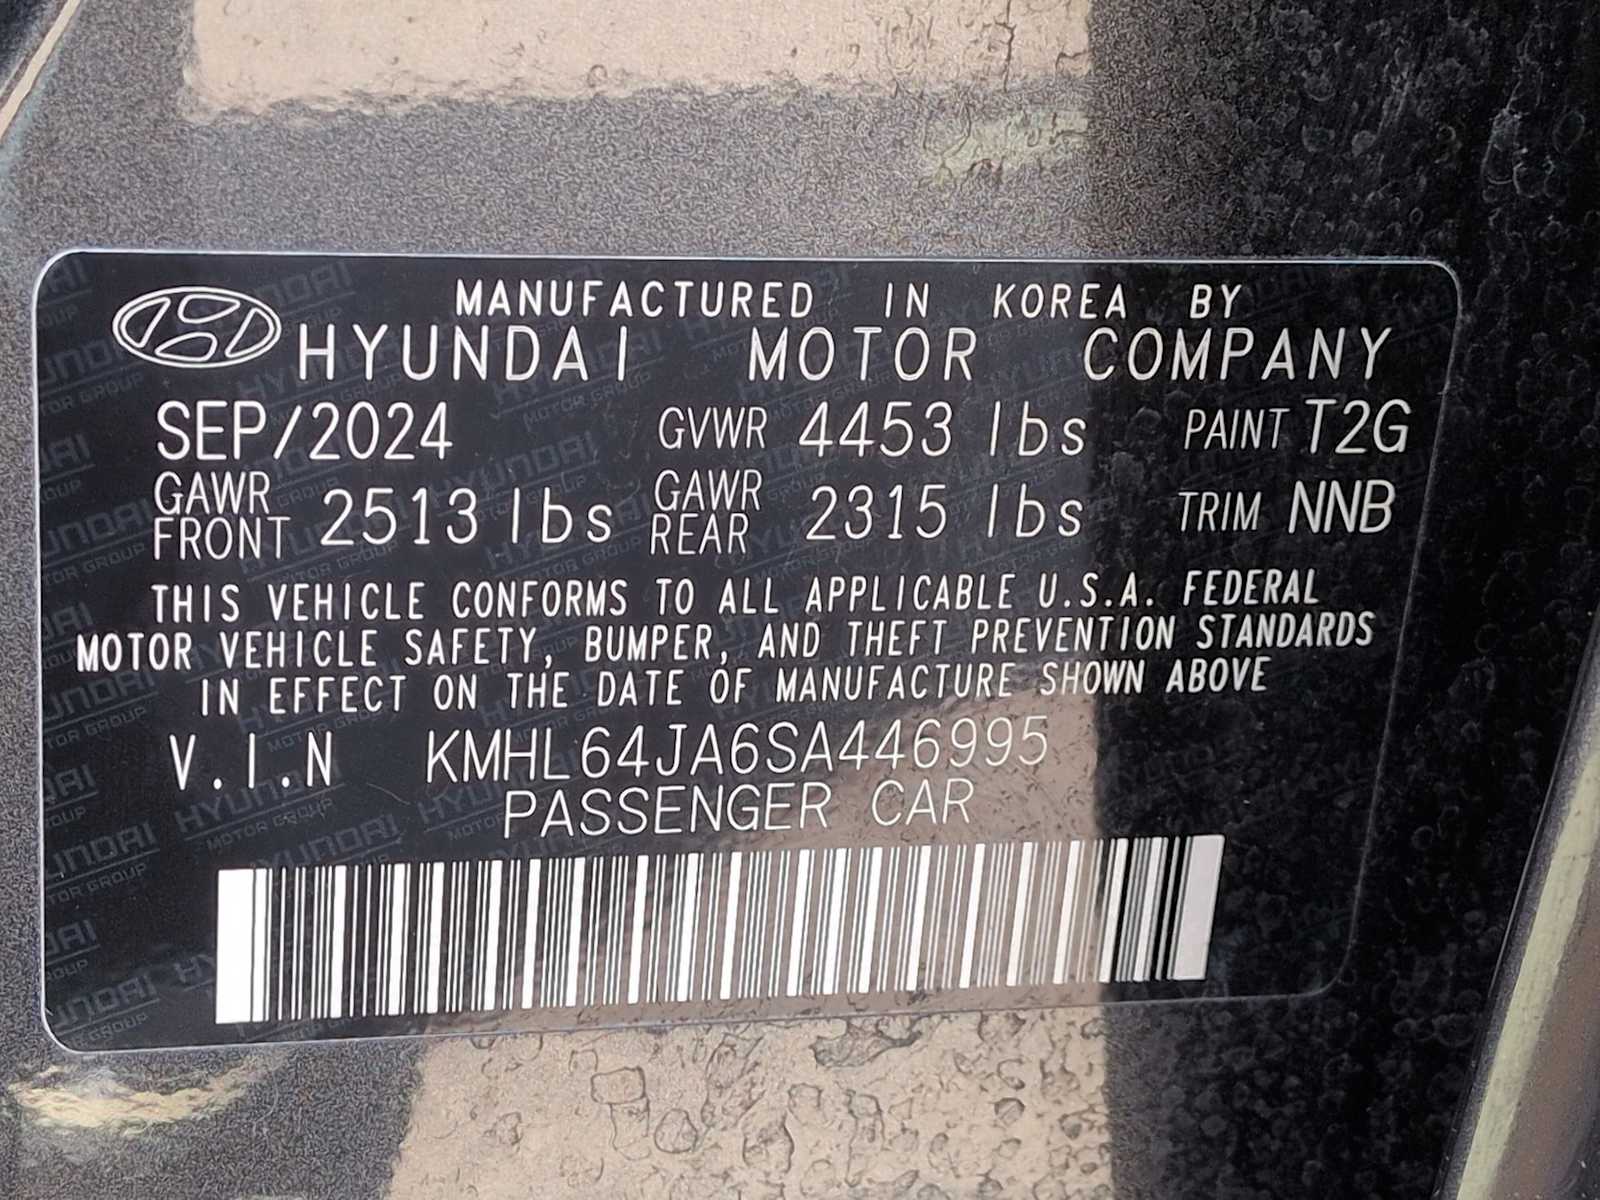 MANUFACTURED IN KOREA BY
HYUNDAI MOTOR COMPANY
SEP/2024 GVWR 4453 lbs PAINT T2G
GAWR FRONT 2513 lbs GAWR REAR 2315 lbs TRIM NNB
THIS VEHICLE CONFORMS TO ALL APPLICABLE U.S.A. FEDERAL
MOTOR VEHICLE SAFETY, BUMPER, AND THEFT PREVENTION STANDARDS
IN EFFECT ON THE DATE OF MANUFACTURE SHOWN ABOVE
V.I.N KMHL64JA6SA446995
PASSENGER CAR